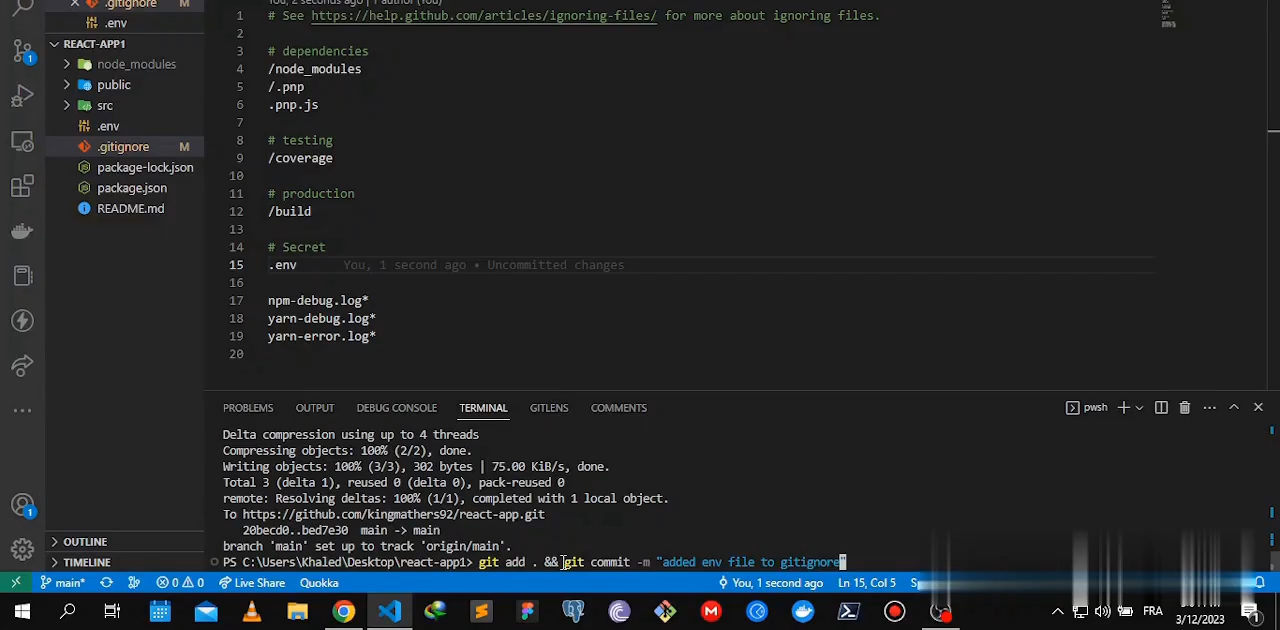 .gitignore
.env
You, 2 seconds ago | 1 author (You)
REACT-APP1
node_modules
public
src
.env
.gitignore M
package-lock.json
package.json
README.md
OUTLINE
TIMELINE
1 # See https://help.github.com/articles/ignoring-files/ for more about ignoring files.
2
3 # dependencies
4 /node_modules
5 /.pnp
6 .pnp.js
7
8 # testing
9 /coverage
10
11 # production
12 /build
13
14 # Secret
15 .env You, 1 second ago • Uncommitted changes
16
17 npm-debug.log*
18 yarn-debug.log*
19 yarn-error.log*
20
PROBLEMS OUTPUT DEBUG CONSOLE TERMINAL GITLENS COMMENTS pwsh
Delta compression using up to 4 threads
Compressing objects: 100% (2/2), done.
Writing objects: 100% (3/3), 302 bytes | 75.00 KiB/s, done.
Total 3 (delta 1), reused 0 (delta 0), pack-reused 0
remote: Resolving deltas: 100% (1/1), completed with 1 local object.
To https://github.com/kingmathers92/react-app.git
20becd0..bed7e30 main -> main
branch 'main' set up to track 'origin/main'.
PS C:\Users\Khaled\Desktop\react-app1> git add . && git commit -m "added env file to gitignore"
main* 0 0 Live Share Quokka You, 1 second ago Ln 15, Col 5
FRA
3/12/2023